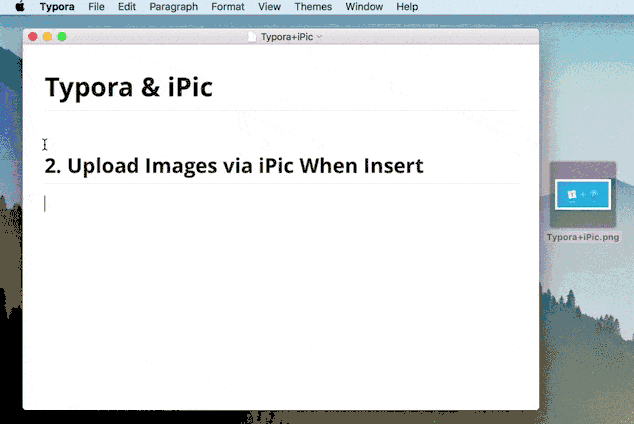 Typora File Edit Paragraph Format View Themes Window Help
Typora+iPic
Typora & iPic
2. Upload Images via iPic When Insert
Typora+iPic.png